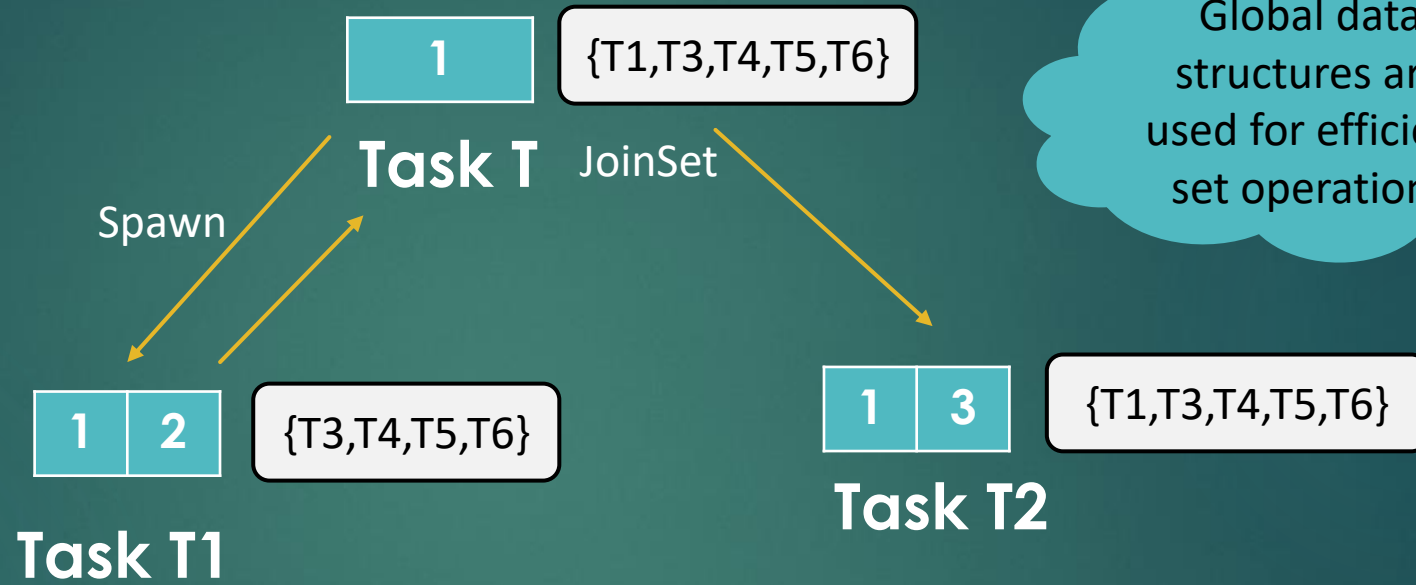 Global data
structures ar
used for efficie
set operation
1
{T1,T3,T4,T5,T6}
Task T
JoinSet
Spawn
1 2
{T3,T4,T5,T6}
Task T1
1 3
{T1,T3,T4,T5,T6}
Task T2